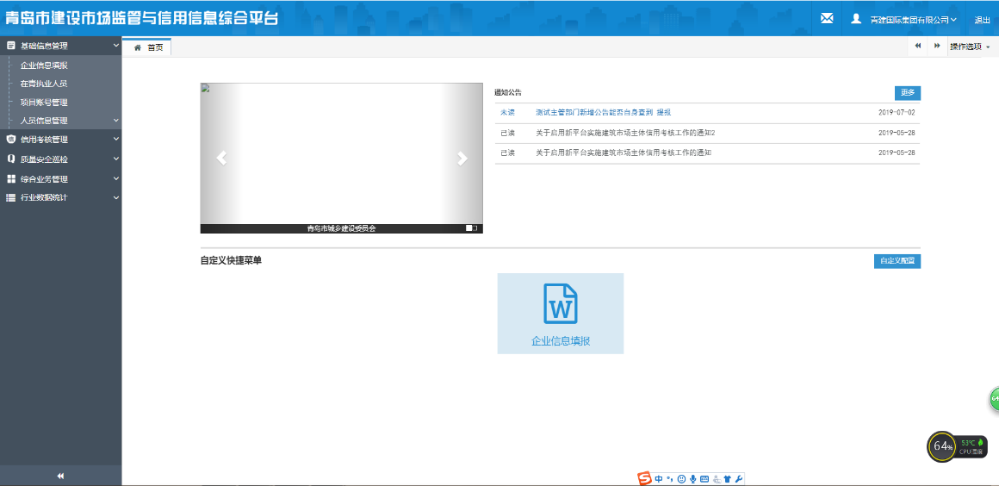 青岛市建设市场监管与信用信息综合平台
青建国际集团有限公司
退出
基础信息管理
首页
操作选项
企业信息填报
在青执业人员
项目账号管理
人员信息管理
信用考核管理
质量安全巡检
综合业务管理
行业数据统计
通知公告
更多
未读 测试主管部门新增公告能否自身查到 提报 2019-07-02
已读 关于启用新平台实施建筑市场主体信用考核工作的通知2 2019-05-28
已读 关于启用新平台实施建筑市场主体信用考核工作的通知 2019-05-28
青岛市城乡建设委员会
自定义快捷菜单
自定义配置
W
企业信息填报
64%
53℃
CPU温度
S 中